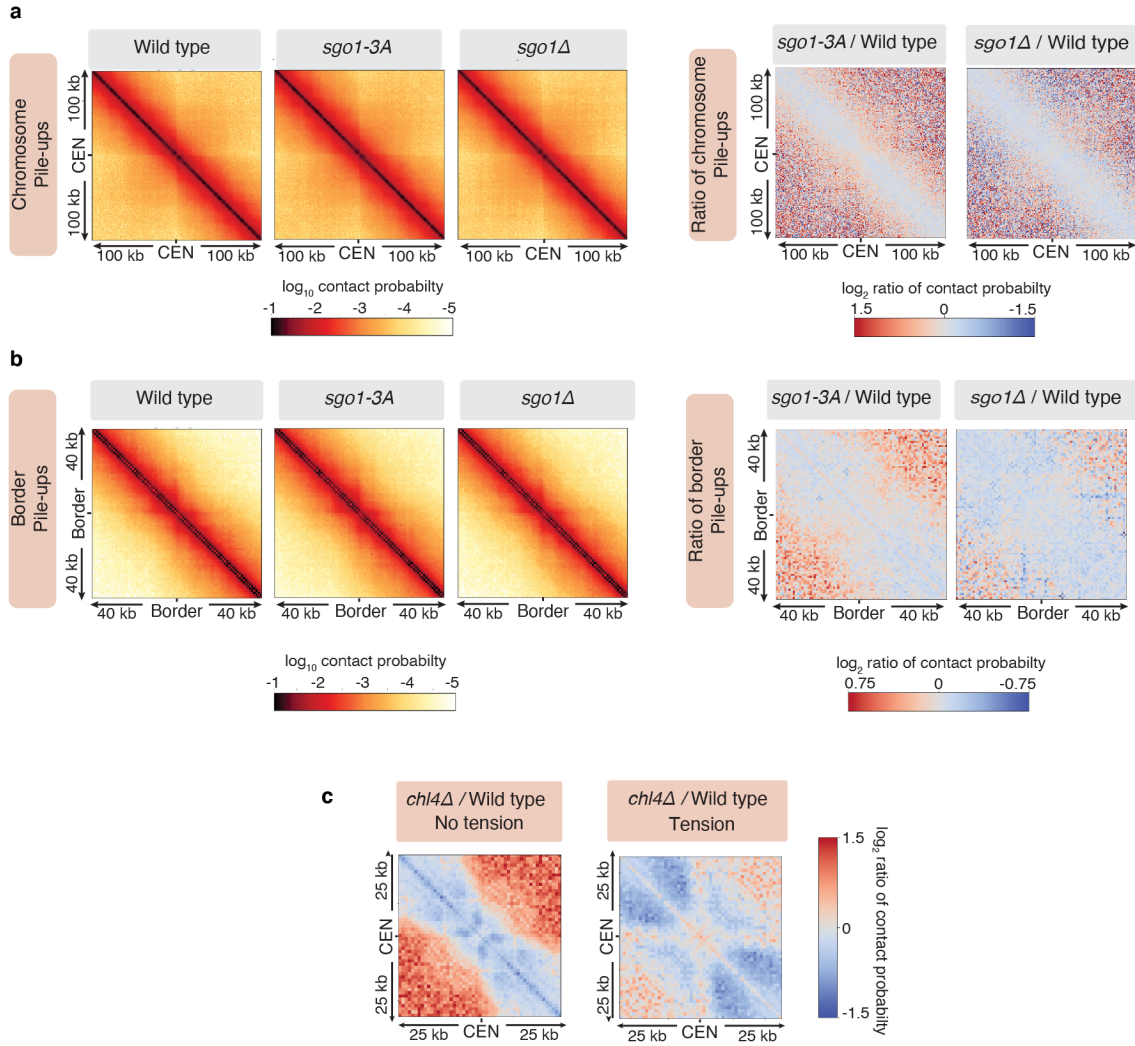 a
Wild type
sgo1-3A
sgo1Δ
sgo1-3A / Wild type
sgo1Δ / Wild type
Chromosome
Pile-ups
100 kb
CEN
100 kb
100 kb CEN 100 kb
100 kb CEN 100 kb
100 kb CEN 100 kb
log10 contact probabilty
-1 -2 -3 -4 -5
Ratio of chromosome
Pile-ups
100 kb
CEN
100 kb
100 kb CEN 100 kb
100 kb CEN 100 kb
log2 ratio of contact probabilty
1.5 0 -1.5
b
Wild type
sgo1-3A
sgo1Δ
sgo1-3A / Wild type
sgo1Δ / Wild type
Border
Pile-ups
40 kb
Border
40 kb
40 kb Border 40 kb
40 kb Border 40 kb
40 kb Border 40 kb
log10 contact probabilty
-1 -2 -3 -4 -5
Ratio of border
Pile-ups
40 kb
Border
40 kb
40 kb Border 40 kb
40 kb Border 40 kb
log2 ratio of contact probabilty
0.75 0 -0.75
c
chl4Δ / Wild type
No tension
chl4Δ / Wild type
Tension
25 kb
CEN
25 kb
25 kb CEN 25 kb
25 kb
CEN
25 kb
25 kb CEN 25 kb
1.5
0
-1.5
log2 ratio of contact probabilty